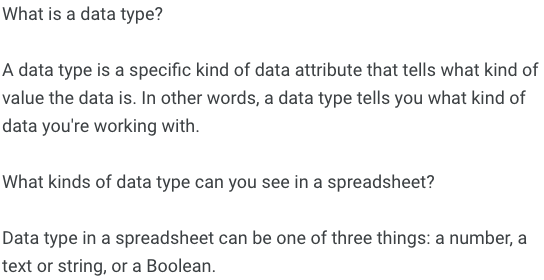 What is a data type?
A data type is a specific kind of data attribute that tells what kind of
value the data is. In other words, a data type tells you what kind of
data you're working with.
What kinds of data type can you see in a spreadsheet?
Data type in a spreadsheet can be one of three things: a number, a
text or string, or a Boolean.